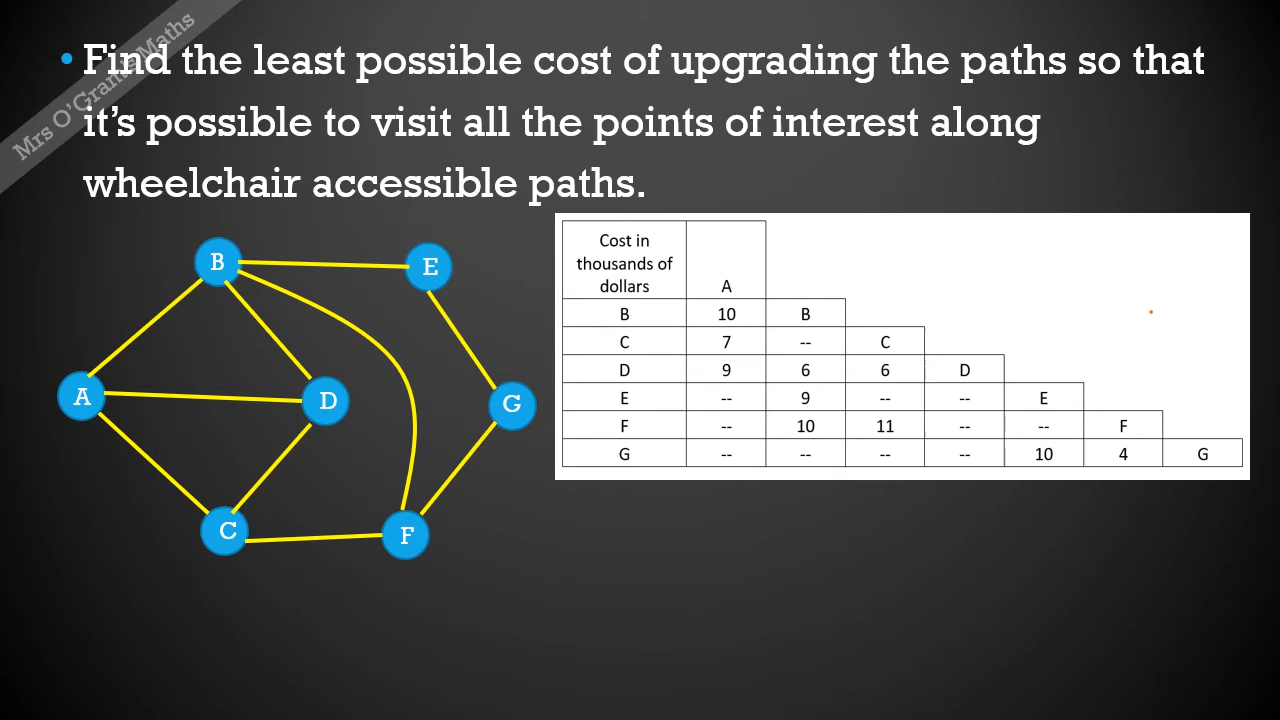 Mrs O'Grams Maths
• Find the least possible cost of upgrading the paths so that
it's possible to visit all the points of interest along
wheelchair accessible paths.
B
E
A
D
G
C
F
Cost in
thousands of
dollars A
B 10 B
C 7 -- C
D 9 6 6 D
E -- 9 -- -- E
F -- 10 11 -- -- F
G -- -- -- -- 10 4 G